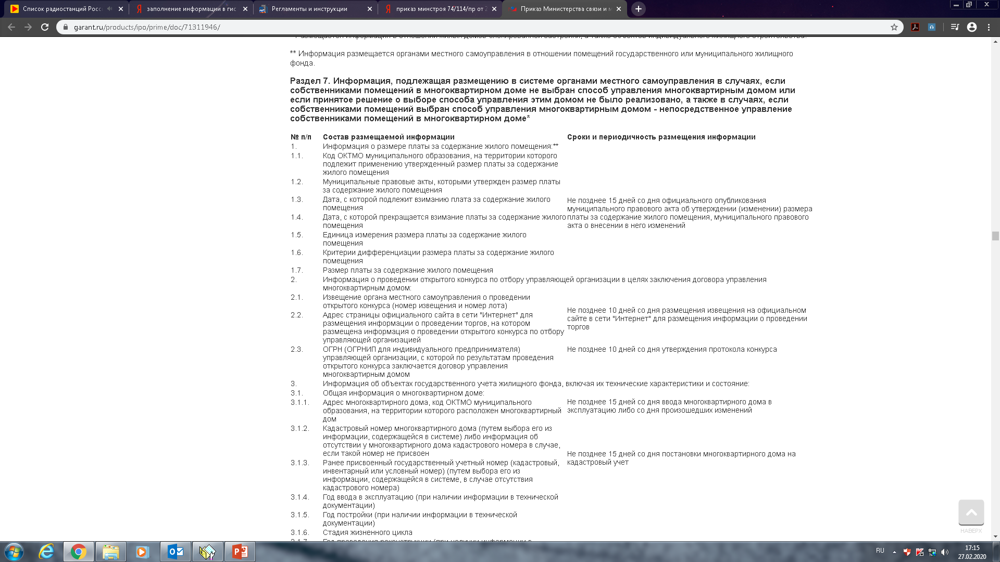 Список радиостанций Росс
заполнение информации в гис
Регламенты и инструкции
приказ минстроя 74/114/пр от 2
Приказ Министерства связи и м
garant.ru/products/ipo/prime/doc/71311946/
** Информация размещается органами местного самоуправления в отношении помещений государственного или муниципального жилищного
фонда.
Раздел 7. Информация, подлежащая размещению в системе органами местного самоуправления в случаях, если
собственниками помещений в многоквартирном доме не выбран способ управления многоквартирным домом или
если принятое решение о выборе способа управления этим домом не было реализовано, а также в случаях, если
собственниками помещений выбран способ управления многоквартирным домом - непосредственное управление
собственниками помещений в многоквартирном доме*
№ п/п Состав размещаемой информации Сроки и периодичность размещения информации
1. Информация о размере платы за содержание жилого помещения:**
1.1. Код ОКТМО муниципального образования, на территории которого
подлежит применению утвержденный размер платы за содержание
жилого помещения
1.2. Муниципальные правовые акты, которыми утвержден размер платы
за содержание жилого помещения
1.3. Дата, с которой подлежит взиманию плата за содержание жилого
помещения
1.4. Дата, с которой прекращается взимание платы за содержание жилого
помещения
Не позднее 15 дней со дня официального опубликования
муниципального правового акта об утверждении (изменении) размера
платы за содержание жилого помещения, муниципального правового
акта о внесении в него изменений
1.5. Единица измерения размера платы за содержание жилого
помещения
1.6. Критерии дифференциации размера платы за содержание жилого
помещения
1.7. Размер платы за содержание жилого помещения
2. Информация о проведении открытого конкурса по отбору управляющей организации в целях заключения договора управления
многоквартирным домом:
2.1. Извещение органа местного самоуправления о проведении
открытого конкурса (номер извещения и номер лота)
2.2. Адрес страницы официального сайта в сети "Интернет" для
размещения информации о проведении торгов, на котором
размещена информация о проведении открытого конкурса по отбору
управляющей организацией
Не позднее 10 дней со дня размещения извещения на официальном
сайте в сети "Интернет" для размещения информации о проведении
торгов
2.3. ОГРН (ОГРНИП для индивидуального предпринимателя)
управляющей организации, с которой по результатам проведения
открытого конкурса заключается договор управления
многоквартирным домом
Не позднее 10 дней со дня утверждения протокола конкурса
3. Информация об объектах государственного учета жилищного фонда, включая их технические характеристики и состояние:
3.1. Общая информация о многоквартирном доме:
3.1.1. Адрес многоквартирного дома, код ОКТМО муниципального
образования, на территории которого расположен многоквартирный
дом
Не позднее 15 дней со дня ввода многоквартирного дома в
эксплуатацию либо со дня произошедших изменений
3.1.2. Кадастровый номер многоквартирного дома (путем выбора его из
информации, содержащейся в системе) либо информация об
отсутствии у многоквартирного дома кадастрового номера в случае,
если такой номер не присвоен
3.1.3. Ранее присвоенный государственный учетный номер (кадастровый,
инвентарный или условный номер) (путем выбора его из
информации, содержащейся в системе, в случае отсутствия
кадастрового номера)
Не позднее 15 дней со дня постановки многоквартирного дома на
кадастровый учет
3.1.4. Год ввода в эксплуатацию (при наличии информации в технической
документации)
3.1.5. Год постройки (при наличии информации в технической
документации)
3.1.6. Стадия жизненного цикла
НАВЕРХ
RU
17:15
27.02.2020